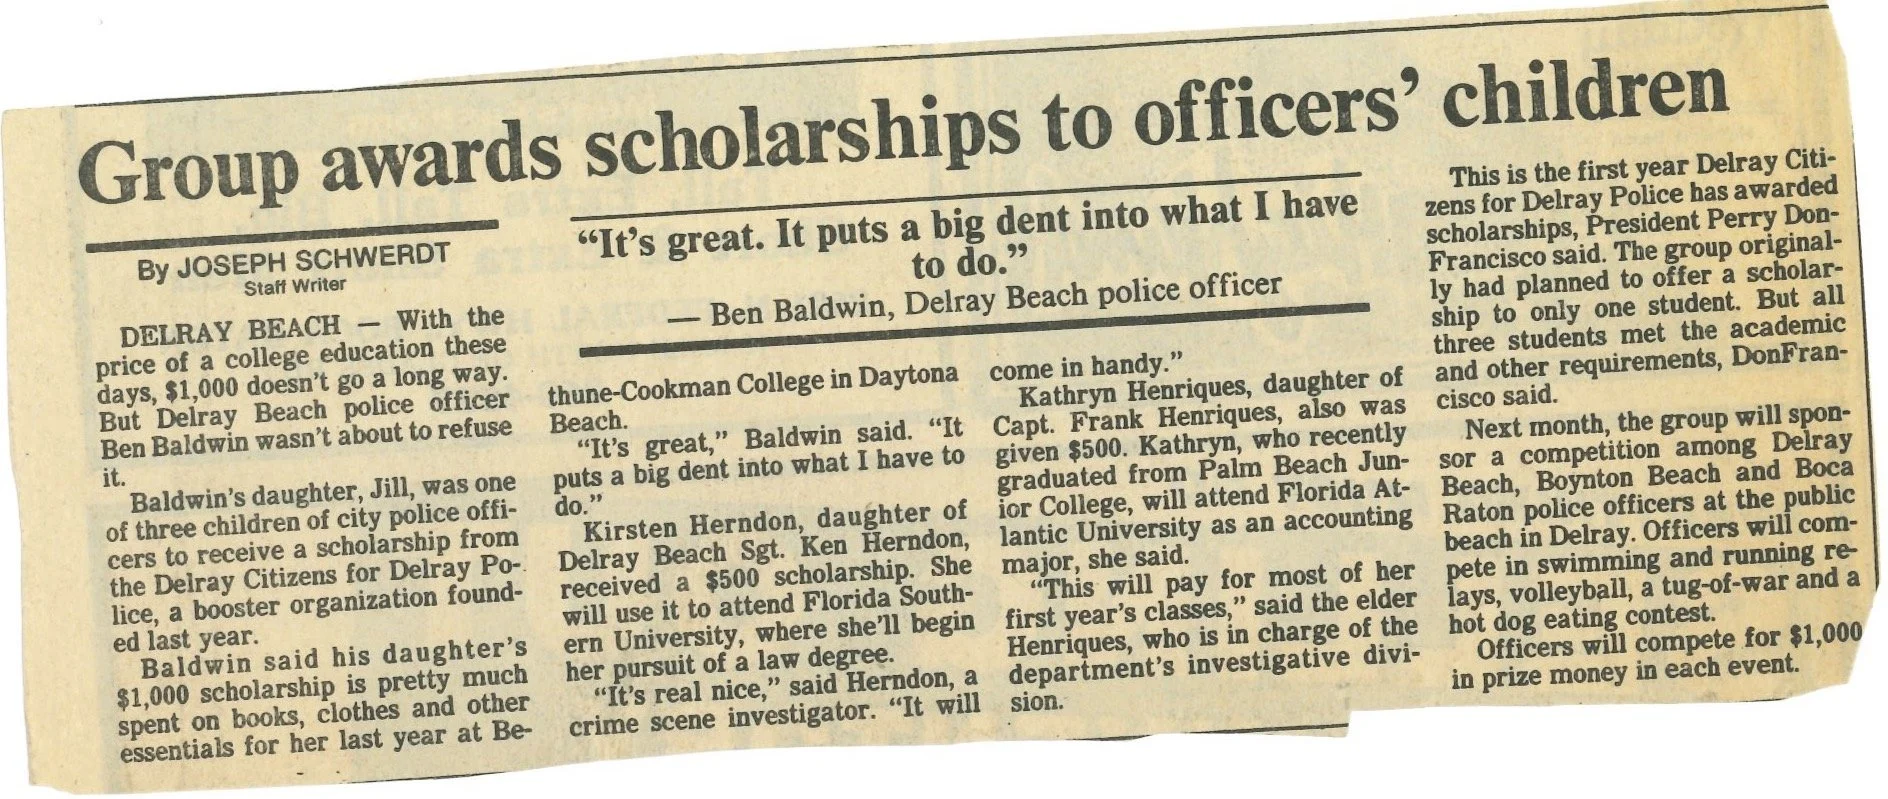 Group awards scholarships to officers' children
By JOSEPH SCHWERDT
Staff Writer
DELRAY BEACH — With the
price of a college education these
days, $1,000 doesn't go a long way.
But Delray Beach police officer
Ben Baldwin wasn't about to refuse
it.
Baldwin's daughter, Jill, was one
of three children of city police offi-
cers to receive a scholarship from
the Delray Citizens for Delray Po-
lice, a booster organization found-
ed last year.
Baldwin said his daughter's
$1,000 scholarship is pretty much
spent on books, clothes and other
essentials for her last year at Be-
"It's great. It puts a big dent into what I have
to do."
— Ben Baldwin, Delray Beach police officer
thune-Cookman College in Daytona
Beach.
"It's great," Baldwin said. "It
puts a big dent into what I have to
do."
Kirsten Herndon, daughter of
Delray Beach Sgt. Ken Herndon,
received a $500 scholarship. She
will use it to attend Florida South-
ern University, where she'll begin
her pursuit of a law degree.
"It's real nice," said Herndon, a
crime scene investigator. "It will
come in handy."
Kathryn Henriques, daughter of
Capt. Frank Henriques, also was
given $500. Kathryn, who recently
graduated from Palm Beach Jun-
ior College, will attend Florida At-
lantic University as an accounting
major, she said.
"This will pay for most of her
first year's classes," said the elder
Henriques, who is in charge of the
department's investigative divi-
sion.
This is the first year Delray Citi-
zens for Delray Police has awarded
scholarships, President Perry Don-
Francisco said. The group original-
ly had planned to offer a scholar-
ship to only one student. But all
three students met the academic
and other requirements, DonFran-
cisco said.
Next month, the group will spon-
sor a competition among Delray
Beach, Boynton Beach and Boca
Raton police officers at the public
beach in Delray. Officers will com-
pete in swimming and running re-
lays, volleyball, a tug-of-war and a
hot dog eating contest.
Officers will compete for $1,000
in prize money in each event.